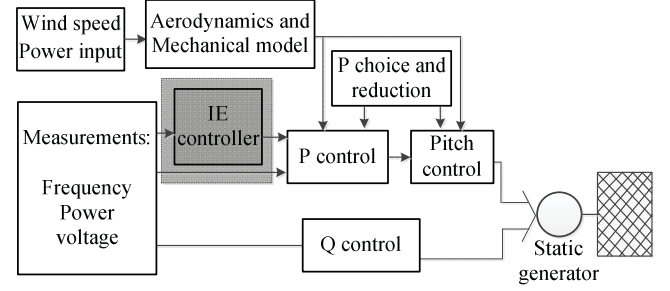 Wind speed
Power input
Aerodynamics and
Mechanical model
P choice and
reduction
IE
controller
Measurements:
Frequency
Power
voltage
P control
Pitch
control
Q control
Static
generator